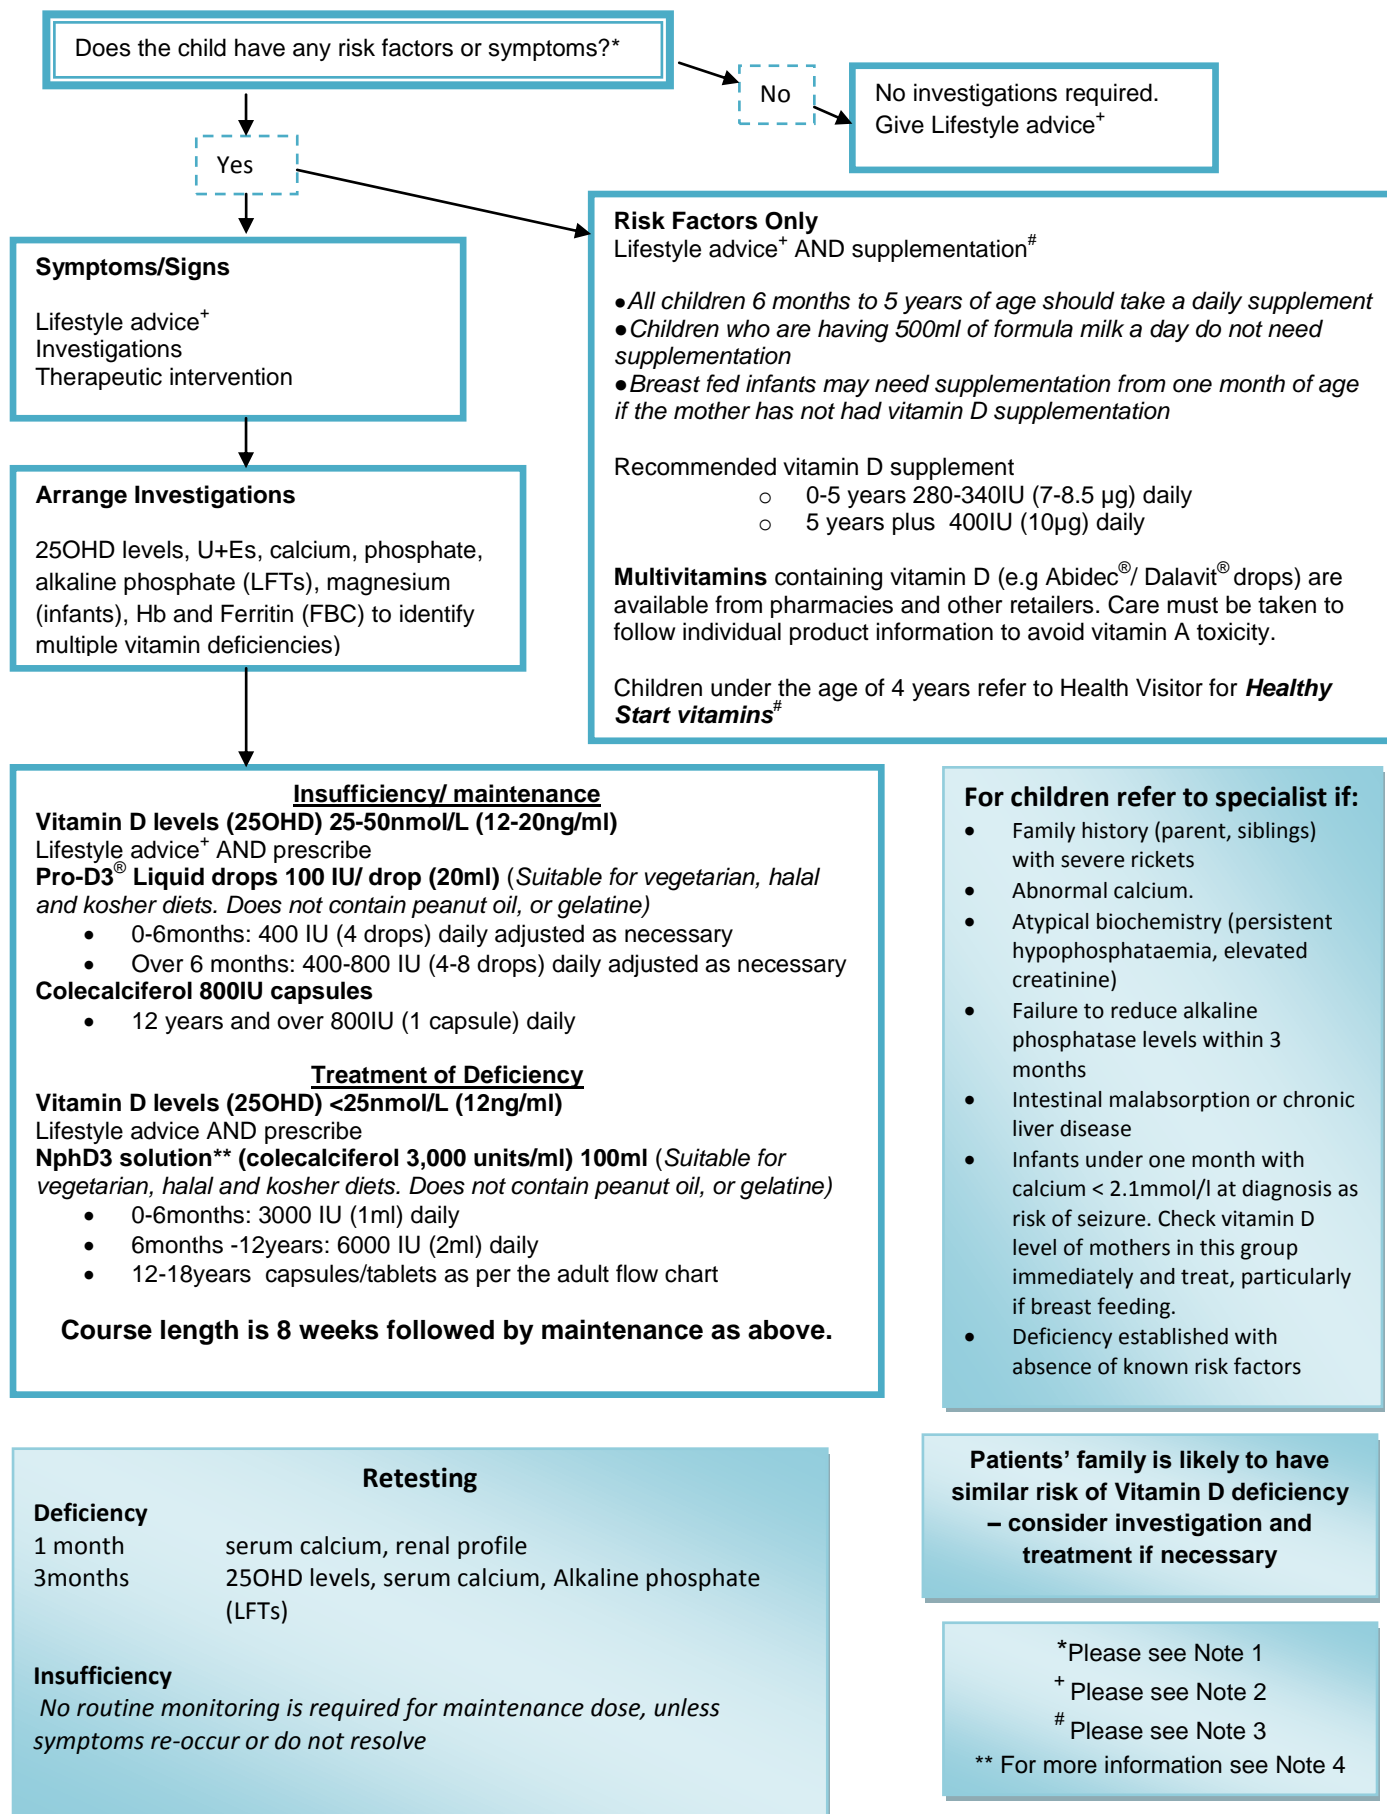 Does the child have any risk factors or symptoms?*
No
No investigations required.
Give Lifestyle advice+
Yes
Symptoms/Signs
Lifestyle advice+
Investigations
Therapeutic intervention
Risk Factors Only
Lifestyle advice+ AND supplementation#
●All children 6 months to 5 years of age should take a daily supplement
●Children who are having 500ml of formula milk a day do not need
supplementation
●Breast fed infants may need supplementation from one month of age
if the mother has not had vitamin D supplementation
Recommended vitamin D supplement
o 0-5 years 280-340IU (7-8.5 µg) daily
o 5 years plus 400IU (10µg) daily
Multivitamins containing vitamin D (e.g Abidec®/ Dalavit® drops) are
available from pharmacies and other retailers. Care must be taken to
follow individual product information to avoid vitamin A toxicity.
Children under the age of 4 years refer to Health Visitor for Healthy
Start vitamins#
Arrange Investigations
25OHD levels, U+Es, calcium, phosphate,
alkaline phosphate (LFTs), magnesium
(infants), Hb and Ferritin (FBC) to identify
multiple vitamin deficiencies)
Insufficiency/ maintenance
Vitamin D levels (25OHD) 25-50nmol/L (12-20ng/ml)
Lifestyle advice+ AND prescribe
Pro-D3® Liquid drops 100 IU/ drop (20ml) (Suitable for vegetarian, halal
and kosher diets. Does not contain peanut oil, or gelatine)
• 0-6months: 400 IU (4 drops) daily adjusted as necessary
• Over 6 months: 400-800 IU (4-8 drops) daily adjusted as necessary
Colecalciferol 800IU capsules
• 12 years and over 800IU (1 capsule) daily
Treatment of Deficiency
Vitamin D levels (25OHD) <25nmol/L (12ng/ml)
Lifestyle advice AND prescribe
NphD3 solution** (colecalciferol 3,000 units/ml) 100ml (Suitable for
vegetarian, halal and kosher diets. Does not contain peanut oil, or gelatine)
• 0-6months: 3000 IU (1ml) daily
• 6months -12years: 6000 IU (2ml) daily
• 12-18years capsules/tablets as per the adult flow chart
Course length is 8 weeks followed by maintenance as above.
For children refer to specialist if:
• Family history (parent, siblings)
with severe rickets
• Abnormal calcium.
• Atypical biochemistry (persistent
hypophosphataemia, elevated
creatinine)
• Failure to reduce alkaline
phosphatase levels within 3
months
• Intestinal malabsorption or chronic
liver disease
• Infants under one month with
calcium < 2.1mmol/l at diagnosis as
risk of seizure. Check vitamin D
level of mothers in this group
immediately and treat, particularly
if breast feeding.
• Deficiency established with
absence of known risk factors
Retesting
Deficiency
1 month serum calcium, renal profile
3months 25OHD levels, serum calcium, Alkaline phosphate
(LFTs)
Insufficiency
No routine monitoring is required for maintenance dose, unless
symptoms re-occur or do not resolve
Patients’ family is likely to have
similar risk of Vitamin D deficiency
– consider investigation and
treatment if necessary
*Please see Note 1
+ Please see Note 2
# Please see Note 3
** For more information see Note 4